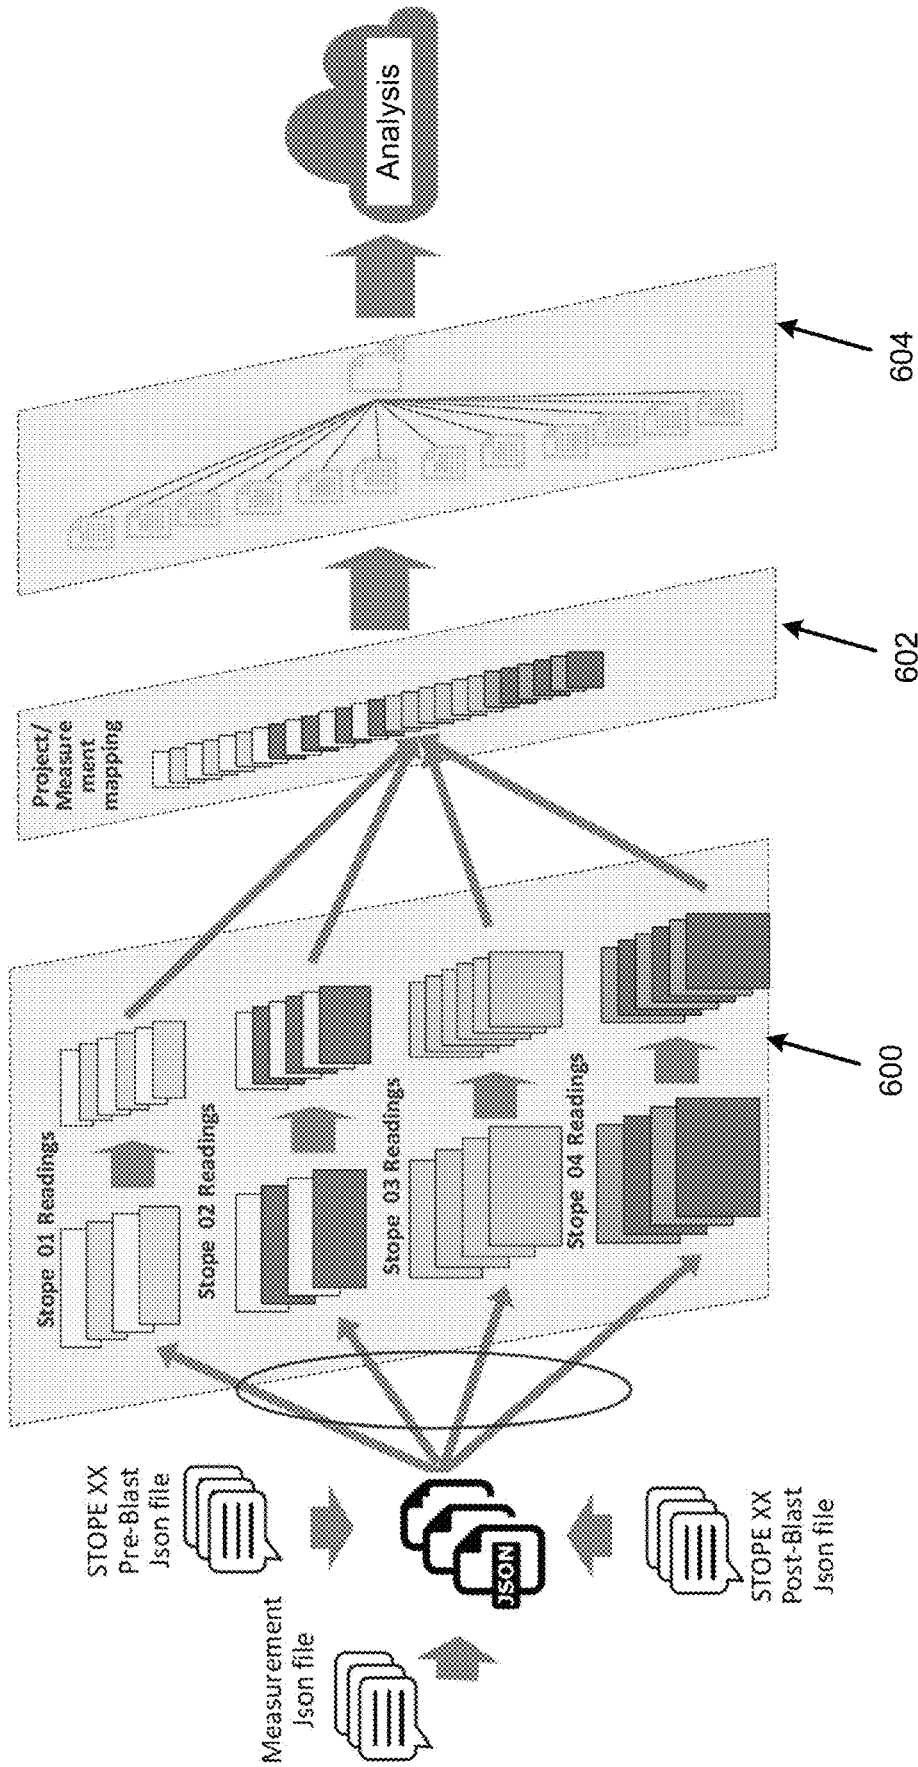 STOPE XX
Pre-Blast
Json file
Measurement
Json file
JSON
STOPE XX
Post-Blast
Json file
Stope 01 Readings
Stope 02 Readings
Stope 03 Readings
Stope 04 Readings
600
Project/
Measure
ment
mapping
602
604
Analysis